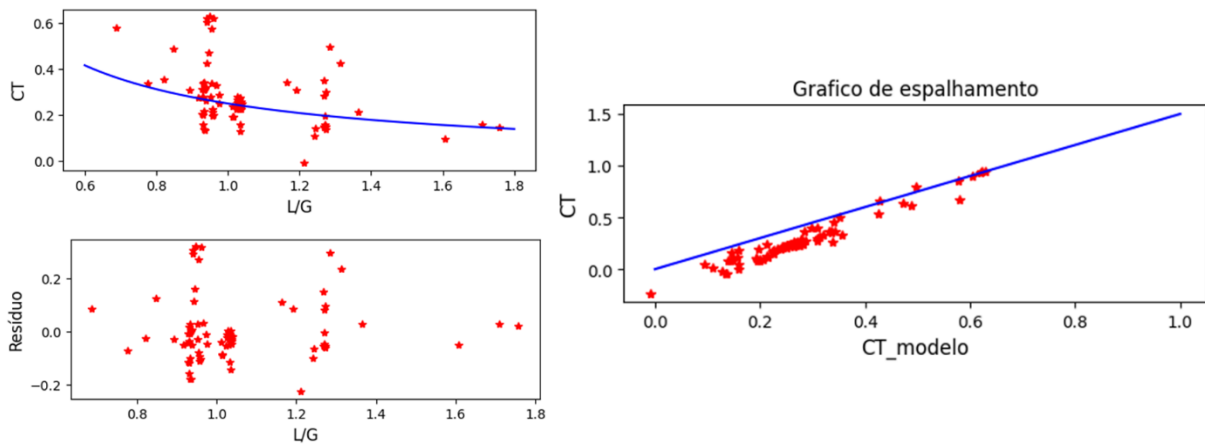 0.6
0.4
0.2
0.0
CT
0.6 0.8 1.0 1.2 1.4 1.6 1.8
L/G
0.2
0.0
−0.2
Resíduo
0.8 1.0 1.2 1.4 1.6 1.8
L/G
Grafico de espalhamento
1.5
1.0
0.5
0.0
CT
0.0 0.2 0.4 0.6 0.8 1.0
CT_modelo